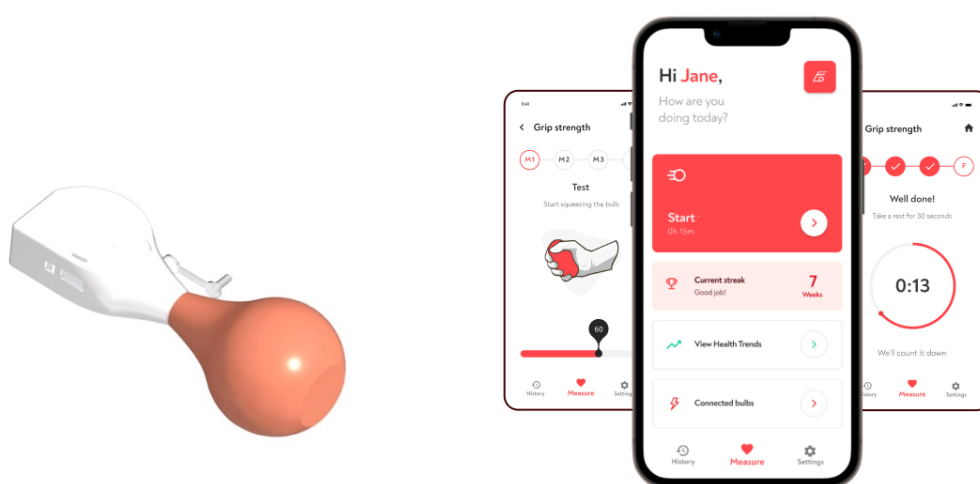 9:41
Grip strength
M1
M2
M3
Test
Start squeezing the bulb
60
History
Measure
Hi Jane,
How are you
doing today?
Start
0h 15m
Current streak
Good job!
7
Weeks
View Health Trends
Connected bulbs
History
Measure
Settings
Grip strength
F
Well done!
Take a rest for 30 seconds
0:13
We'll count it down
Measure
Settings